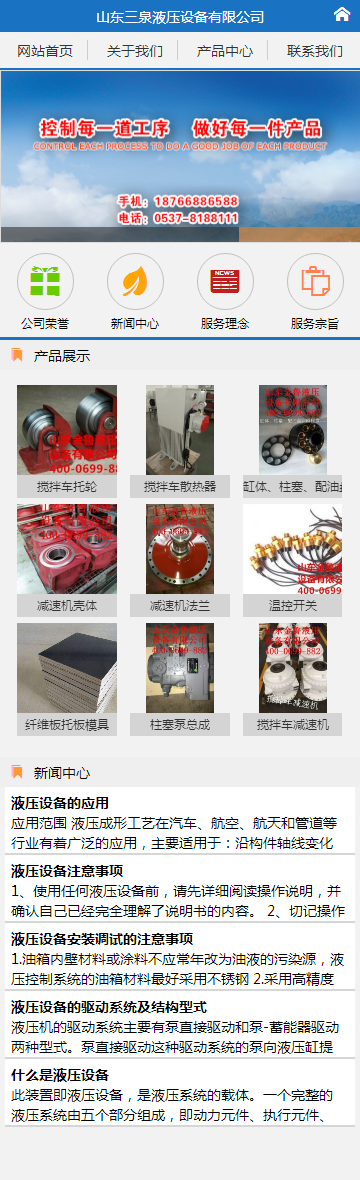 山东三泉液压设备有限公司
网站首页 关于我们 产品中心 联系我们
控制每一道工序 做好每一件产品
CONTROL EACH PROCESS TO DO A GOOD JOB OF EACH PRODUCT
手机：18766886588
电话：0537-8188111
公司荣誉 新闻中心 服务理念 服务宗旨
产品展示
400-0699-88
搅拌车托轮 搅拌车散热器 缸体、柱塞、配油盘
减速机壳体 减速机法兰 温控开关
400-0699-882
纤维板托板模具 柱塞泵总成 搅拌车减速机
新闻中心
液压设备的应用
应用范围 液压成形工艺在汽车、航空、航天和管道等
行业有着广泛的应用，主要适用于：沿构件轴线变化
液压设备注意事项
1、使用任何液压设备前，请先详细阅读操作说明，并
确认自己已经完全理解了说明书的内容。 2、切记操作
液压设备安装调试的注意事项
1.油箱内壁材料或涂料不应常年改为油液的污染源，液
压控制系统的油箱材料最好采用不锈钢 2.采用高精度
液压设备的驱动系统及结构型式
液压机的驱动系统主要有泵直接驱动和泵-蓄能器驱动
两种型式。泵直接驱动这种驱动系统的泵向液压缸提
什么是液压设备
此装置即液压设备，是液压系统的载体。一个完整的
液压系统由五个部分组成，即动力元件、执行元件、